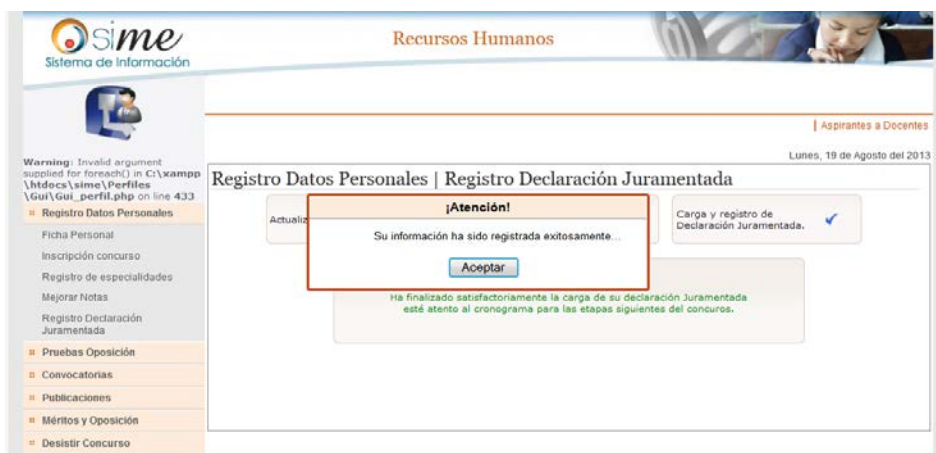 sime
Sistema de Información
Recursos Humanos
Aspirantes a Docentes
Lunes, 19 de Agosto del 2013
Warning: Invalid argument
supplied for foreach() in C:\xampp
\htdocs\sime\Perfiles
\Gui\Gui_perfil.php on line 433
Registro Datos Personales
Ficha Personal
Inscripción concurso
Registro de especialidades
Mejorar Notas
Registro Declaración
Juramentada
Pruebas Oposición
Convocatorias
Publicaciones
Méritos y Oposición
Desistir Concurso
Registro Datos Personales | Registro Declaración Juramentada
Actualiz
Carga y registro de
Declaración Juramentada.
¡Atención!
Su información ha sido registrada exitosamente...
Aceptar
Ha finalizado satisfactoriamente la carga de su declaración Juramentada
esté atento al cronograma para las etapas siguientes del concuros.